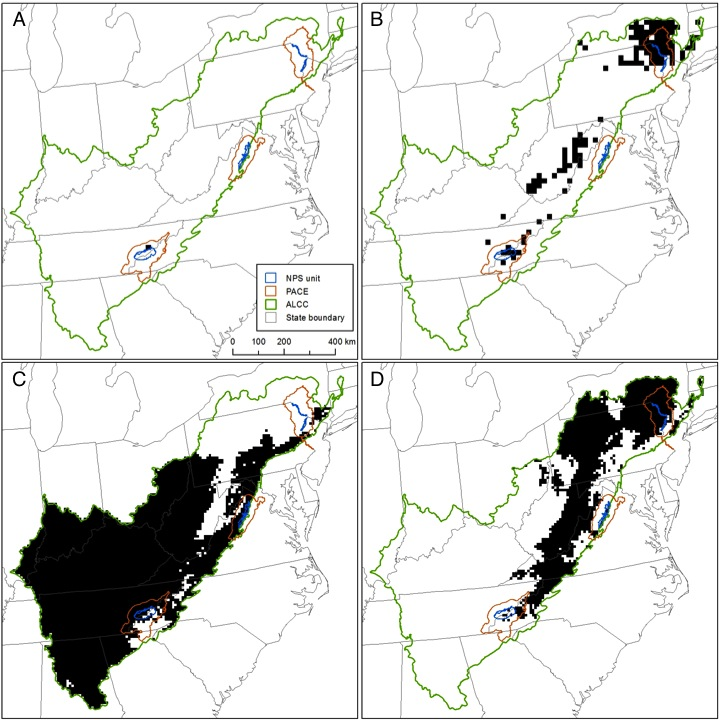 A
B
NPS unit
PACE
ALCC
State boundary
0 100 200 400 km
C
D